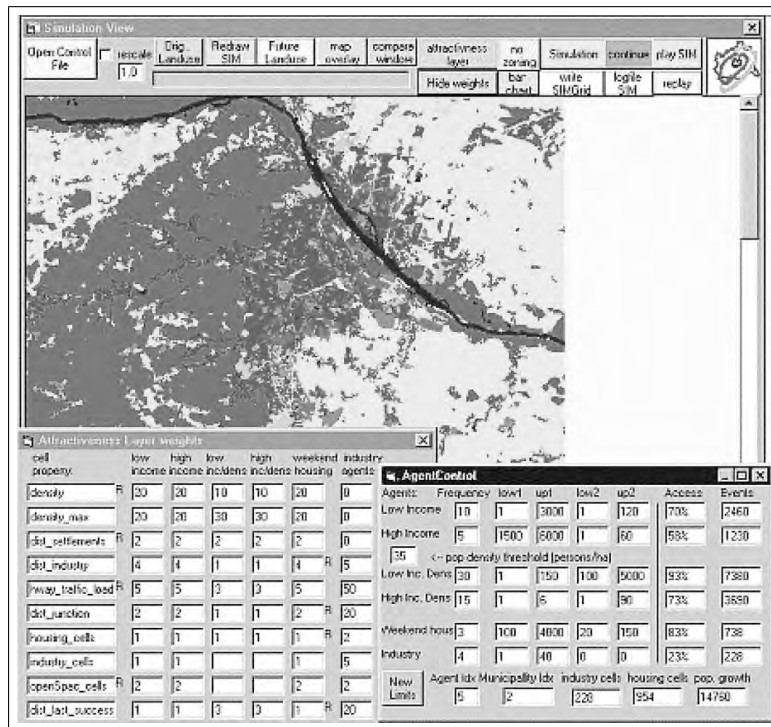 Simulation View
Open Control File
rescale
1.0
Orig. Landuse
Redraw SIM
Future Landuse
map overlay
compare window
attractivness layer
no zoning
Simulation
continue
play SIM
Hide weights
bar chart
write SIMGrid
logfile SIM
replay
Attractiveness Layer weights
cell property: low income high income low inc/dens high inc/dens weekend housing industry agents
density R 20 20 10 10 20 0
density_max 20 20 30 30 20 0
dist_settlements R 2 2 2 2 2 0
dist_industry 4 4 1 1 4 R 5
hway_traffic_load R 5 5 3 3 5 50
dist_junction 2 2 1 1 2 R 20
housing_cells 1 1 1 1 1 R 2
industry_cells 1 1 1 5
openSpec_cells R 2 2 2 2
dist_last_success 1 1 3 3 1 R 20
AgentControl
Agents: Frequency low1 up1 low2 up2 Access Events
Low Income 10 1 3000 1 120 70% 2460
High Income 5 1500 6000 1 60 58% 1230
35 <-- pop density threshold [persons/ha]
Low Inc. Dens 30 1 150 100 5000 93% 7380
High Inc. Dens 15 1 6 1 90 73% 3690
Weekend hous 3 100 4000 20 150 83% 738
Industry 4 1 40 0 0 23% 228
New Limits
Agent Idx Municipality Idx industry cells housing cells pop. growth
5 2 228 954 14760